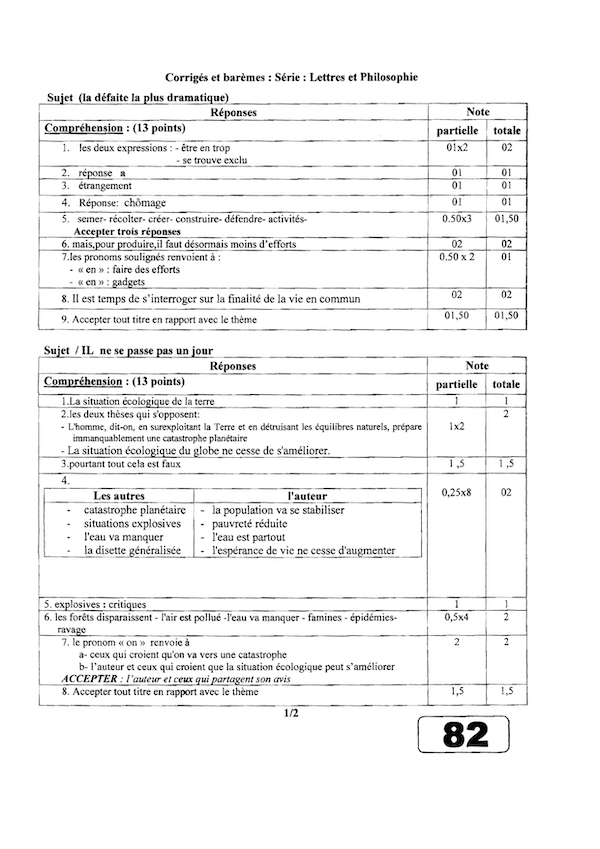 Corrigés et barèmes : Série : Lettres et Philosophie
Sujet (la défaite la plus dramatique)
Réponses Note
Compréhension : (13 points) partielle totale
1. les deux expressions : - être en trop 01x2 02
- se trouve exclu
2. réponse a 01 01
3. étrangement 01 01
4. Réponse: chômage 01 01
5. semer- récolter- créer- construire- défendre- activités- 0.50x3 01,50
Accepter trois réponses
6. mais,pour produire,il faut désormais moins d'efforts 02 02
7.les pronoms soulignés renvoient à : 0.50 x 2 01
- « en » : faire des efforts
- « en » : gadgets
8. Il est temps de s'interroger sur la finalité de la vie en commun 02 02
9. Accepter tout titre en rapport avec le thème 01,50 01,50
Sujet / IL ne se passe pas un jour
Réponses Note
Compréhension : (13 points) partielle totale
1.La situation écologique de la terre 1 1
2.les deux thèses qui s'opposent: 2
- L'homme, dit-on, en surexploitant la Terre et en détruisant les équilibres naturels, prépare 1x2
immanquablement une catastrophe planétaire
- La situation écologique du globe ne cesse de s'améliorer.
3.pourtant tout cela est faux 1 ,5 1 ,5
4.
Les autres l'auteur 0,25x8 02
- catastrophe planétaire - la population va se stabiliser
- situations explosives - pauvreté réduite
- l'eau va manquer - l'eau est partout
- la disette généralisée - l'espérance de vie ne cesse d'augmenter
5. explosives : critiques 1 1
6. les forêts disparaissent - l'air est pollué -l'eau va manquer - famines - épidémies- 0,5x4 2
ravage
7. le pronom « on » renvoie à 2 2
a- ceux qui croient qu'on va vers une catastrophe
b- l'auteur et ceux qui croient que la situation écologique peut s'améliorer
ACCEPTER : l'auteur et ceux qui partagent son avis
8. Accepter tout titre en rapport avec le thème 1,5 1,5
1/2
82